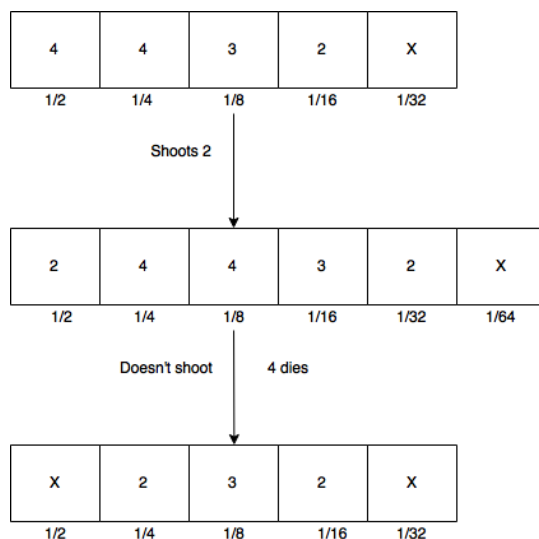 4 4 3 2 X
1/2 1/4 1/8 1/16 1/32
Shoots 2
2 4 4 3 2 X
1/2 1/4 1/8 1/16 1/32 1/64
Doesn't shoot 4 dies
X 2 3 2 X
1/2 1/4 1/8 1/16 1/32